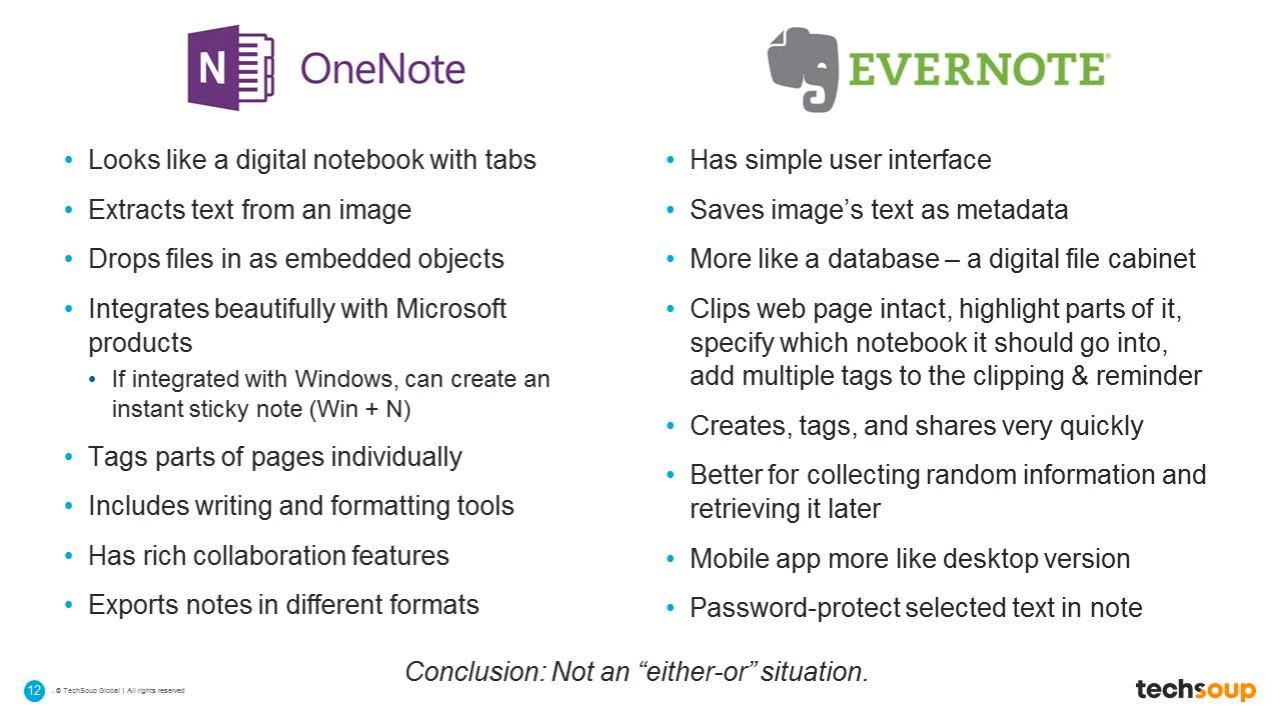 N OneNote
• Looks like a digital notebook with tabs
• Extracts text from an image
• Drops files in as embedded objects
• Integrates beautifully with Microsoft
products
• If integrated with Windows, can create an
instant sticky note (Win + N)
• Tags parts of pages individually
• Includes writing and formatting tools
• Has rich collaboration features
• Exports notes in different formats
EVERNOTE®
• Has simple user interface
• Saves image’s text as metadata
• More like a database – a digital file cabinet
• Clips web page intact, highlight parts of it,
specify which notebook it should go into,
add multiple tags to the clipping & reminder
• Creates, tags, and shares very quickly
• Better for collecting random information and
retrieving it later
• Mobile app more like desktop version
• Password-protect selected text in note
Conclusion: Not an “either-or” situation.
12 . © TechSoup Global | All rights reserved
techsoup